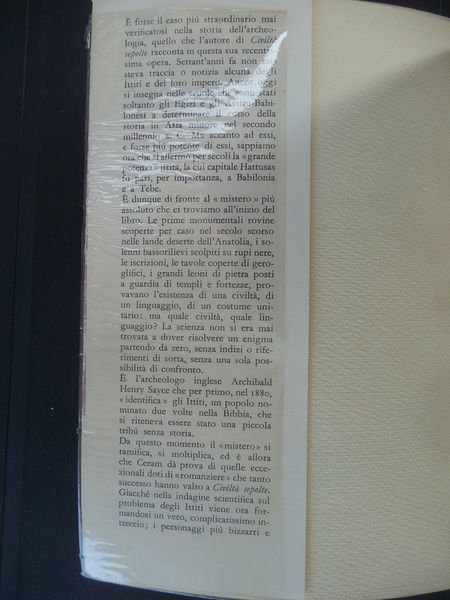 È forse il caso piú straordinario mai
verificatosi nella storia dell'archeo-
logia, quello che l'autore di Civiltà
sepolte racconta in questa sua recentis-
sima opera. Settant'anni fa non rima-
neva traccia o notizia alcuna degli
Ittiti e del loro impero. Ancor oggi
si insegna nelle scuole che sono stati
soltanto gli Egizi e gli Assiro-Babi-
lonesi a determinare il corso della
storia in Asia minore nel secondo
millennio a. C. Ma accanto ad essi,
e forse piú potente di essi, sappiamo
ora che si affermò per secoli la «grande
potenza» ittita, la cui capitale Hattusas
fu pari, per importanza, a Babilonia
e a Tebe.
È dunque di fronte al «mistero» piú
assoluto che ci troviamo all'inizio del
libro. Le prime monumentali rovine
scoperte per caso nel secolo scorso
nelle lande deserte dell'Anatolia, i so-
lenni bassorilievi scolpiti su rupi nere,
le iscrizioni, le tavole coperte di gero-
glifici, i grandi leoni di pietra posti
a guardia di templi e fortezze, pro-
vavano l'esistenza di una civiltà, di
un linguaggio, di un costume uni-
tario: ma quale civiltà, quale lin-
guaggio? La scienza non si era mai
trovata a dover risolvere un enigma
partendo da zero, senza indizi o rife-
rimenti di sorta, senza una sola pos-
sibilità di confronto.
È l'archeologo inglese Archibald
Henry Sayce che per primo, nel 1880,
«identifica» gli Ittiti, un popolo no-
minato due volte nella Bibbia, che
si riteneva essere stato una piccola
tribú senza storia.
Da questo momento il «mistero» si
ramifica, si moltiplica, ed è allora
che Ceram dà prova di quelle ecce-
zionali doti di «romanziere» che tanto
successo hanno valso a Civiltà sepolte.
Giacché nella indagine scientifica sul
problema degli Ittiti viene ora for-
mandosi un vero, complicatissimo in-
treccio; i personaggi piú bizzarri e